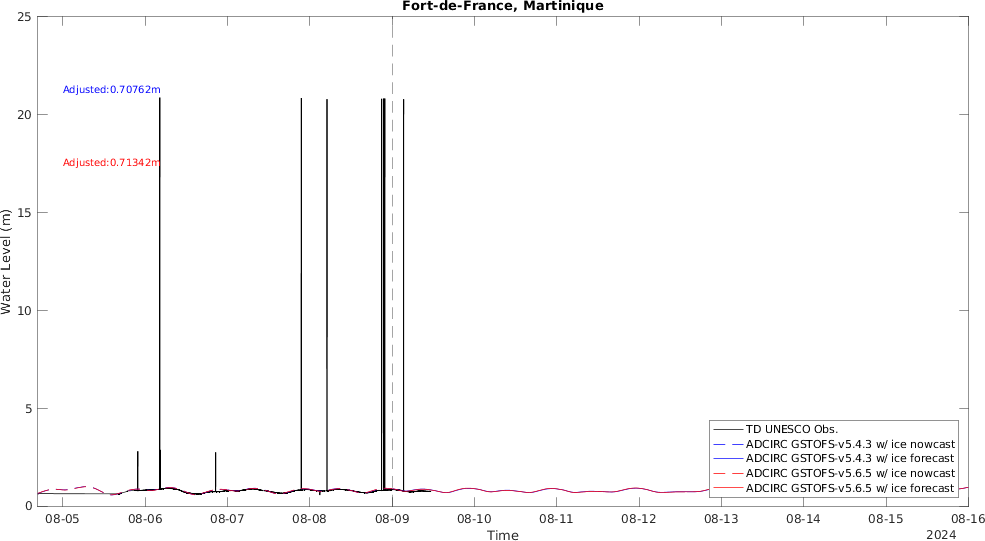 Fort-de-France, Martinique
25
20
15
10
5
0
Water Level (m)
Adjusted:0.70762m
Adjusted:0.71342m
TD UNESCO Obs.
ADCIRC GSTOFS-v5.4.3 w/ ice nowcast
ADCIRC GSTOFS-v5.4.3 w/ ice forecast
ADCIRC GSTOFS-v5.6.5 w/ ice nowcast
ADCIRC GSTOFS-v5.6.5 w/ ice forecast
08-05 08-06 08-07 08-08 08-09 08-10 08-11 08-12 08-13 08-14 08-15 08-16
Time
2024